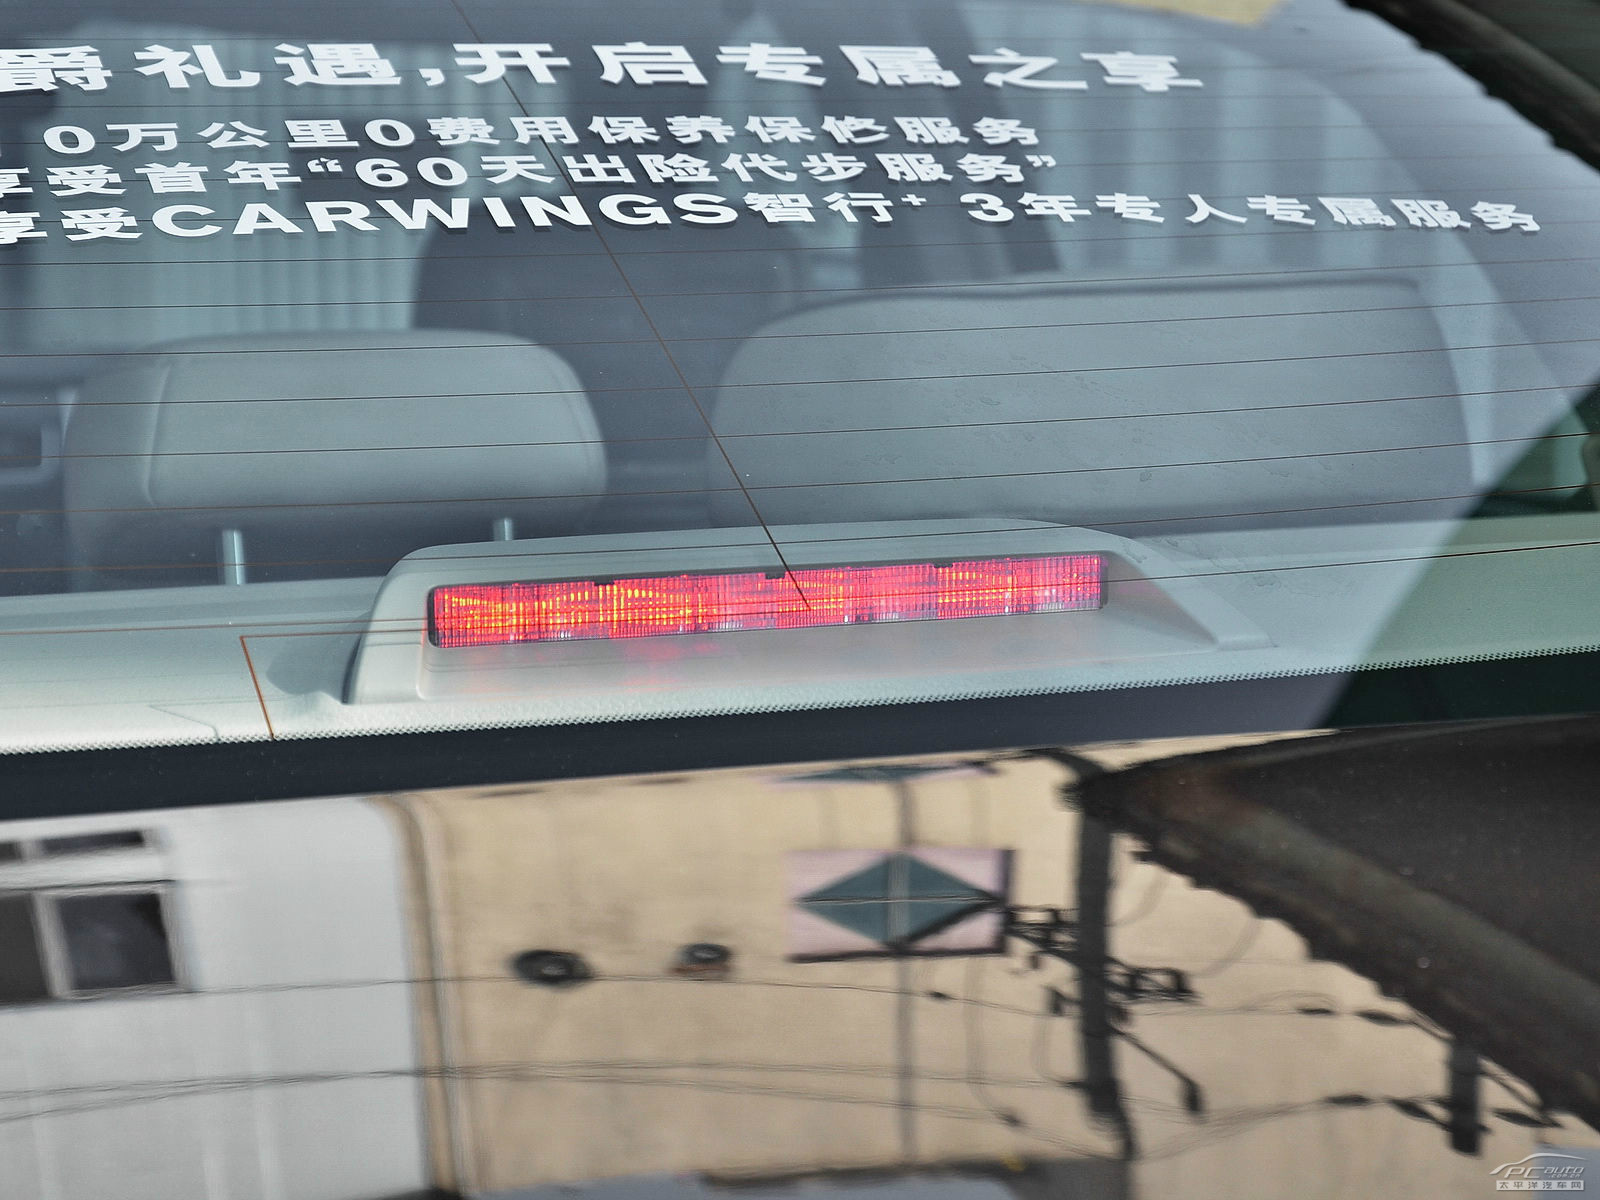 爵礼遇,开启专属之享
0万公里0费用保养保修服务
享受首年“60天出险代步服务”
享受CARWINGS智行+ 3年专人专属服务
PCauto
太平洋汽车网